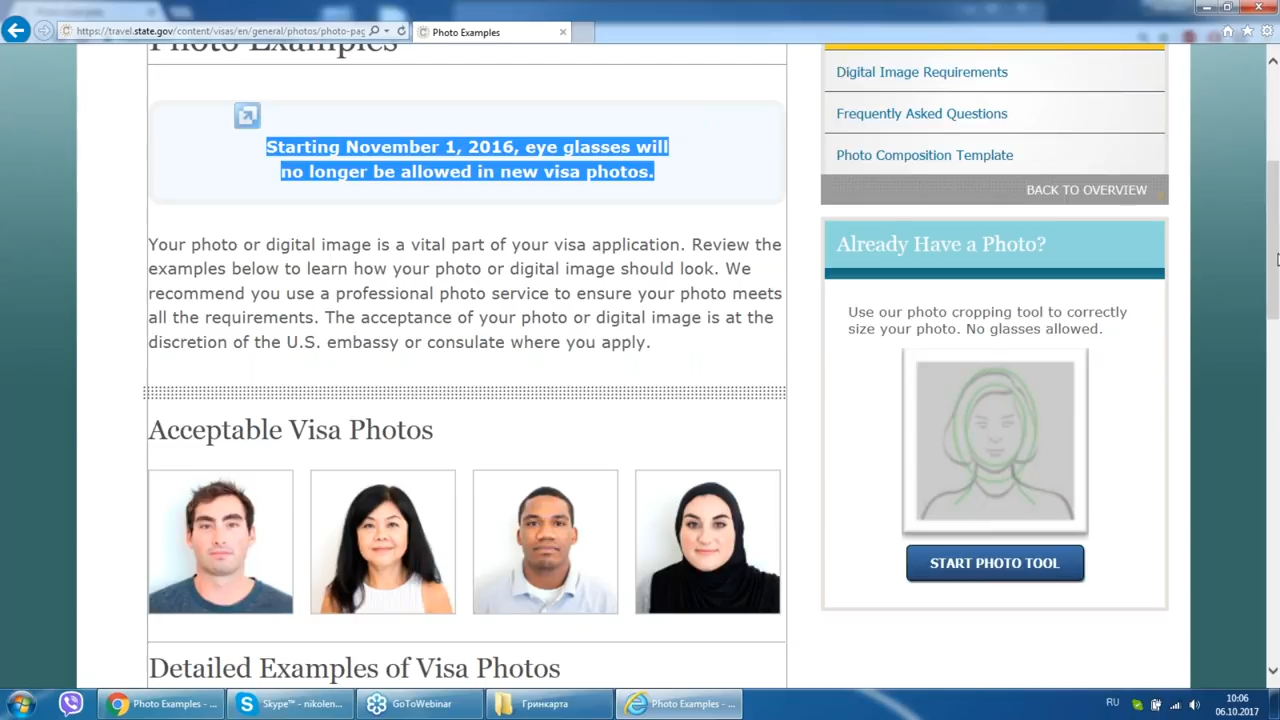 https://travel.state.gov/content/visas/en/general/photos/photo-pag
Photo Examples
Photo Examples
Starting November 1, 2016, eye glasses will
no longer be allowed in new visa photos.
Your photo or digital image is a vital part of your visa application. Review the
examples below to learn how your photo or digital image should look. We
recommend you use a professional photo service to ensure your photo meets
all the requirements. The acceptance of your photo or digital image is at the
discretion of the U.S. embassy or consulate where you apply.
Acceptable Visa Photos
Detailed Examples of Visa Photos
Digital Image Requirements
Frequently Asked Questions
Photo Composition Template
BACK TO OVERVIEW
Already Have a Photo?
Use our photo cropping tool to correctly
size your photo. No glasses allowed.
START PHOTO TOOL
Photo Examples - ...
Skype™ - nikolen...
GoToWebinar
Гринкарта
Photo Examples - ...
RU
10:06
06.10.2017